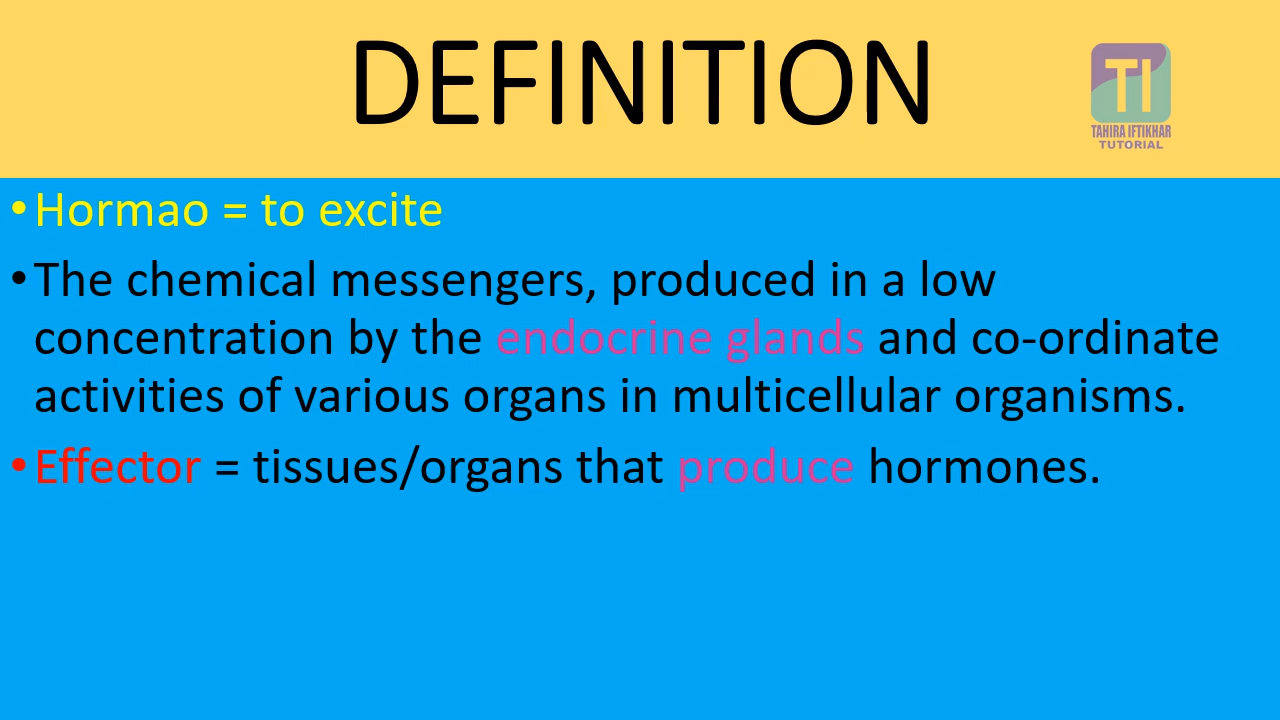 DEFINITION
TI
TAHIRA IFTIKHAR
TUTORIAL
•Hormao = to excite
•The chemical messengers, produced in a low
concentration by the endocrine glands and co-ordinate
activities of various organs in multicellular organisms.
•Effector = tissues/organs that produce hormones.